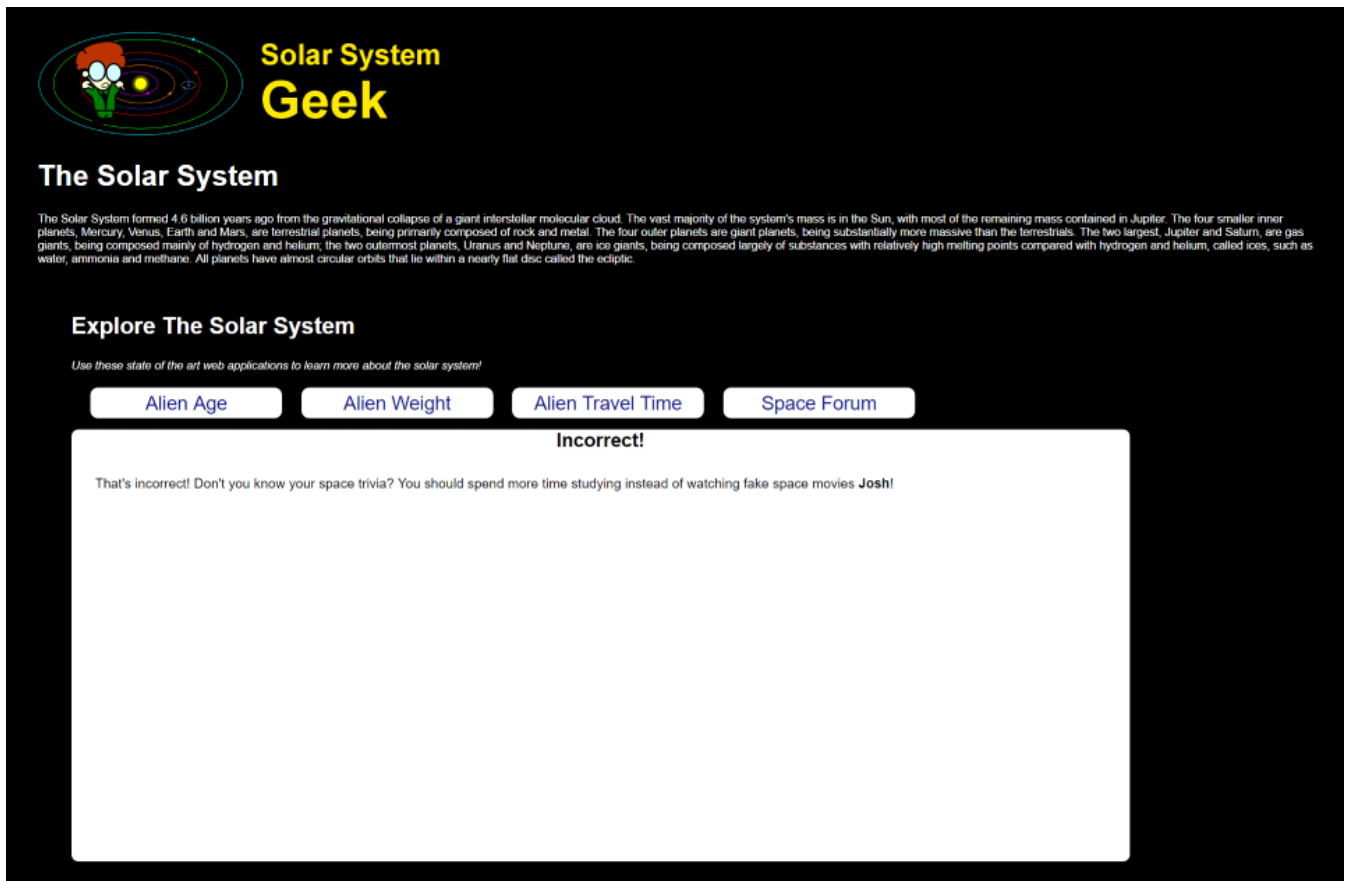 Solar System
Geek
The Solar System
The Solar System formed 4.6 billion years ago from the gravitational collapse of a giant interstellar molecular cloud. The vast majority of the system's mass is in the Sun, with most of the remaining mass contained in Jupiter. The four smaller inner
planets, Mercury, Venus, Earth and Mars, are terrestrial planets, being primarily composed of rock and metal. The four outer planets are giant planets, being substantially more massive than the terrestrials. The two largest, Jupiter and Saturn, are gas
giants, being composed mainly of hydrogen and helium; the two outermost planets, Uranus and Neptune, are ice giants, being composed largely of substances with relatively high melting points compared with hydrogen and helium, called ices, such as
water, ammonia and methane. All planets have almost circular orbits that lie within a nearly flat disc called the ecliptic.
Explore The Solar System
Use these state of the art web applications to learn more about the solar system!
Alien Age Alien Weight Alien Travel Time Space Forum
Incorrect!
That's incorrect! Don't you know your space trivia? You should spend more time studying instead of watching fake space movies Josh!